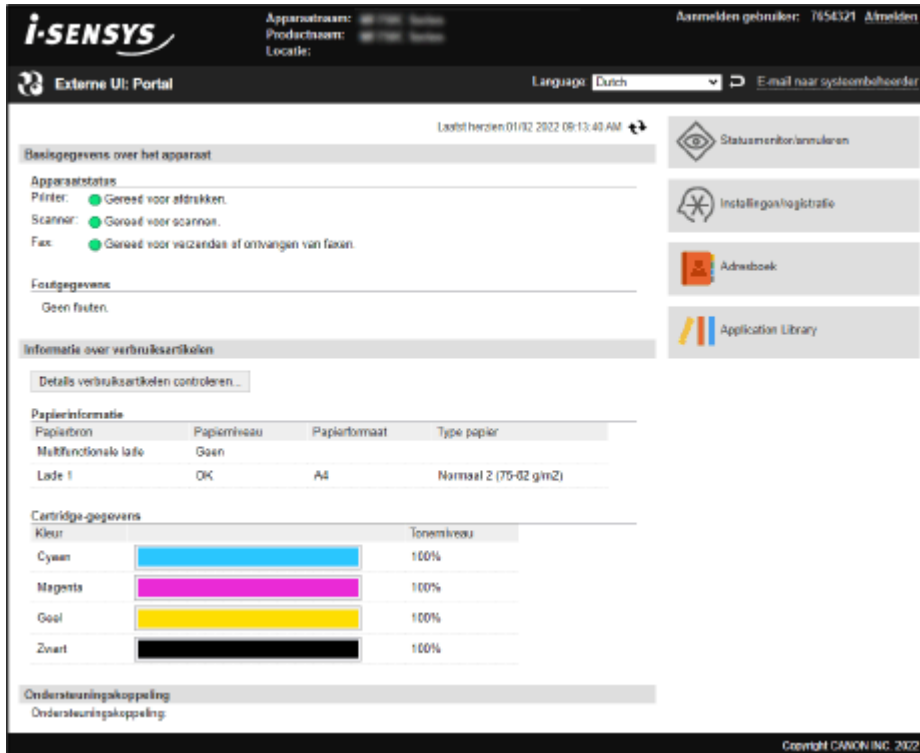 i-SENSYS
Apparaatnaam:
Productnaam:
Locatie:
Aanmelden gebruiker: 7654321 Afmelden
Externe UI: Portal
Language: Dutch
E-mail naar systeembeheerder
Laatst herzien:01/02 2022 09:13:40 AM
Basisgegevens over het apparaat
Apparaatstatus
Printer: Gereed voor afdrukken.
Scanner: Gereed voor scannen.
Fax: Gereed voor verzenden of ontvangen van faxen.
Foutgegevens
Geen fouten.
Informatie over verbruiksartikelen
Details verbruiksartikelen controleren...
Papierinformatie
Papierbron Papierniveau Papierformaat Type papier
Multifunctionele lade Geen
Lade 1 OK A4 Normaal 2 (75-82 g/m2)
Cartridge-gegevens
Kleur Tonerniveau
Cyaan 100%
Magenta 100%
Geel 100%
Zwart 100%
Ondersteuningskoppeling
Ondersteuningskoppeling:
Statusmonitor/annuleren
Instellingen/registratie
Adresboek
Application Library
Copyright CANON INC. 2022